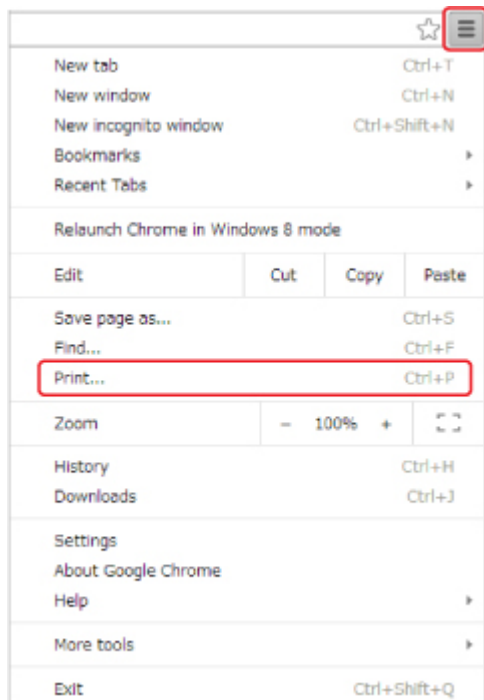 New tab Ctrl+T
New window Ctrl+N
New incognito window Ctrl+Shift+N
Bookmarks
Recent Tabs
Relaunch Chrome in Windows 8 mode
Edit Cut Copy Paste
Save page as... Ctrl+S
Find... Ctrl+F
Print... Ctrl+P
Zoom − 100% +
History Ctrl+H
Downloads Ctrl+J
Settings
About Google Chrome
Help
More tools
Exit Ctrl+Shift+Q